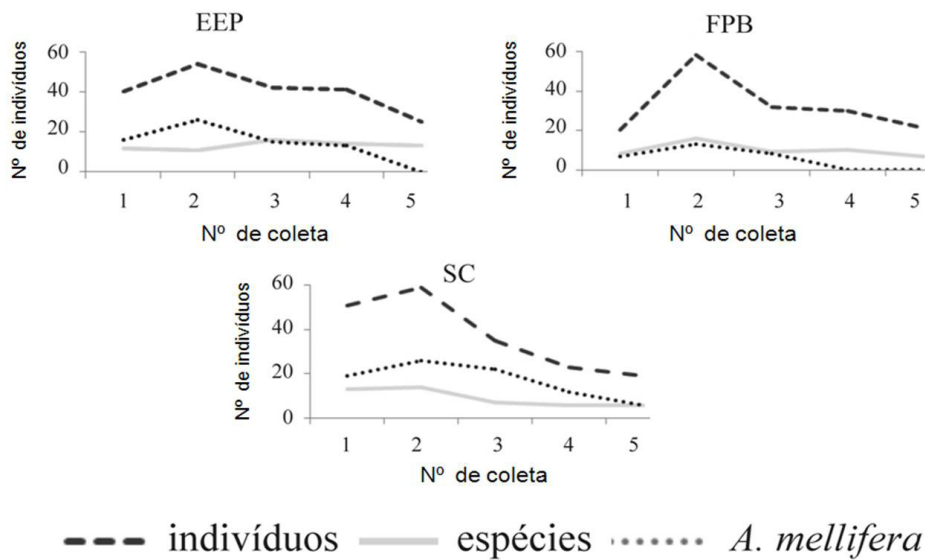 EEP
Nº de indivíduos
60
40
20
0
1 2 3 4 5
Nº de coleta
FPB
Nº de indivíduos
60
40
20
0
1 2 3 4 5
Nº de coleta
SC
Nº de indivíduos
60
40
20
0
1 2 3 4 5
Nº de coleta
indivíduos espécies A. mellifera